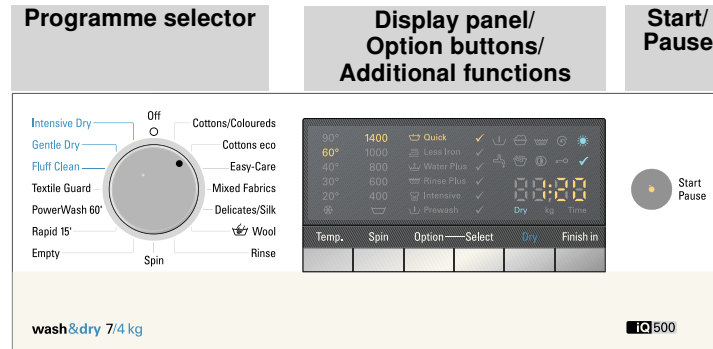 Programme selector
Display panel/
Option buttons/
Additional functions
Start/
Pause
Off
Intensive Dry
Gentle Dry
Fluff Clean
Textile Guard
PowerWash 60'
Rapid 15'
Empty
Spin
Cottons/Coloureds
Cottons eco
Easy-Care
Mixed Fabrics
Delicates/Silk
Wool
Rinse
90° 1400 Quick
60° 1000 Less Iron
40° 800 Water Plus
30° 600 Rinse Plus
20° 400 Intensive
Prewash
1:20
Dry kg Time
Temp. Spin Option Select Dry Finish in
Start
Pause
wash&dry 7/4 kg
iQ500